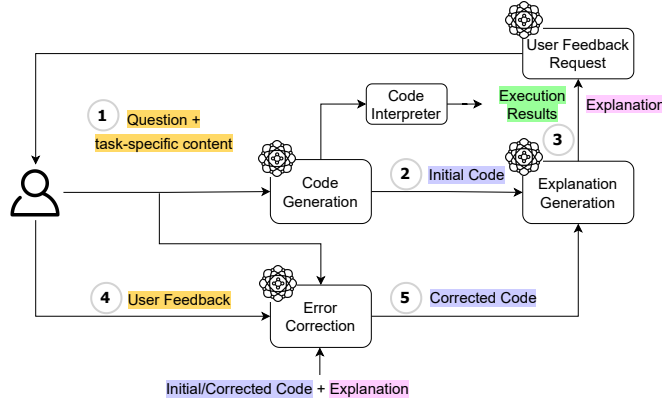 User Feedback
Request
Code
Interpreter
Execution
Results
Explanation
1
Question +
task-specific content
3
Code
Generation
2
Initial Code
Explanation
Generation
4
User Feedback
Error
Correction
5
Corrected Code
Initial/Corrected Code + Explanation